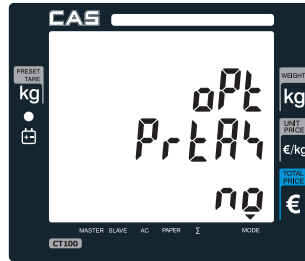 CAS
PRESET
TARE
kg
WEIGHT
kg
UNIT
PRICE
€/kg
TOTAL
PRICE
€
oPt
no
MASTER SLAVE AC PAPER Σ MODE
CT100